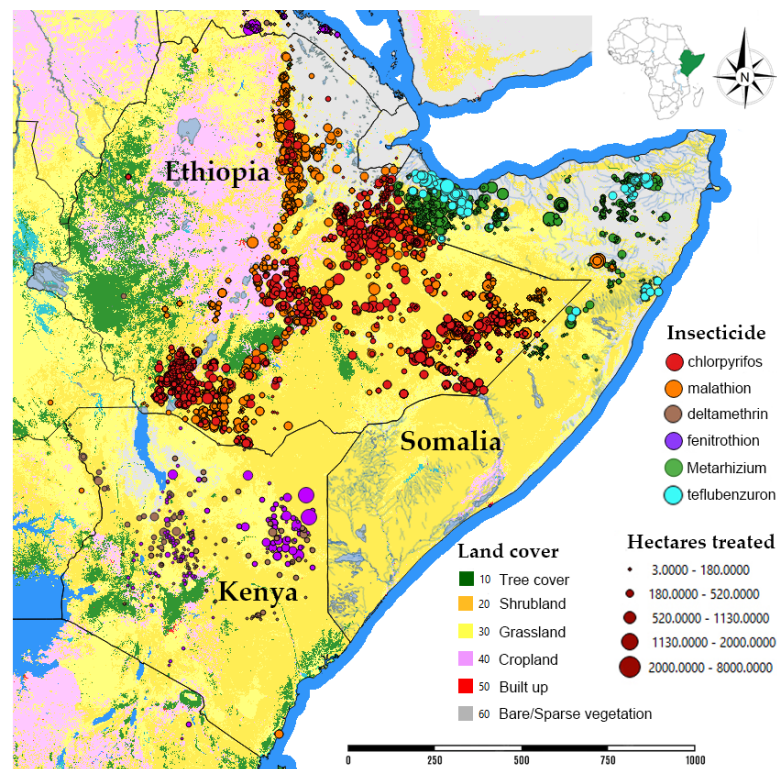 N
Ethiopia
Insecticide
chlorpyrifos
malathion
deltamethrin
fenitrothion
Metarhizium
teflubenzuron
Somalia
Kenya
Land cover
10 Tree cover
20 Shrubland
30 Grassland
40 Cropland
50 Built up
60 Bare/Sparse vegetation
Hectares treated
3.0000 - 180.0000
180.0000 - 520.0000
520.0000 - 1130.0000
1130.0000 - 2000.0000
2000.0000 - 8000.0000
0 250 500 750 1000